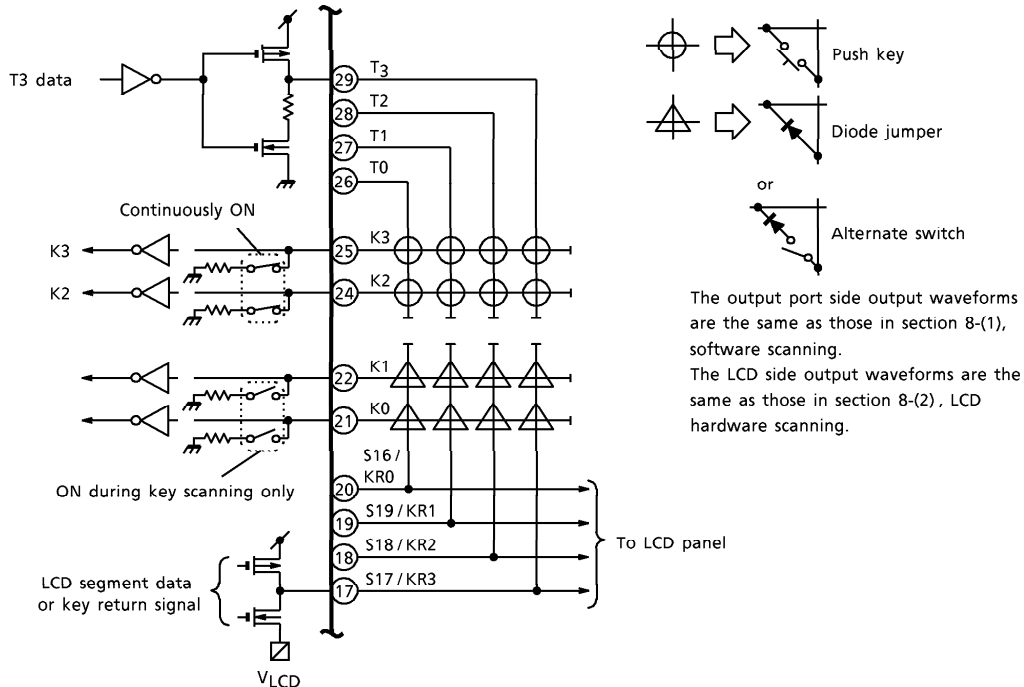 T3 data
29
T3
28
T2
27
T1
26
T0
Continuously ON
K3
25
K3
K2
24
K2
22
K1
21
K0
ON during key scanning only
S16 /
KR0
20
19
S19 / KR1
18
S18 / KR2
17
S17 / KR3
To LCD panel
LCD segment data
or key return signal
VLCD
Push key
Diode jumper
or
Alternate switch
The output port side output waveforms
are the same as those in section 8-(1),
software scanning.
The LCD side output waveforms are the
same as those in section 8-(2) , LCD
hardware scanning.